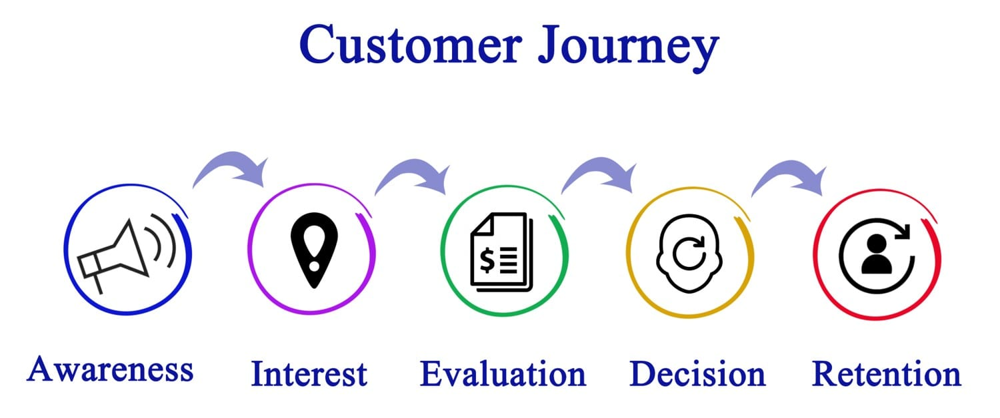 Customer Journey
Awareness
Interest
Evaluation
Decision
Retention
$